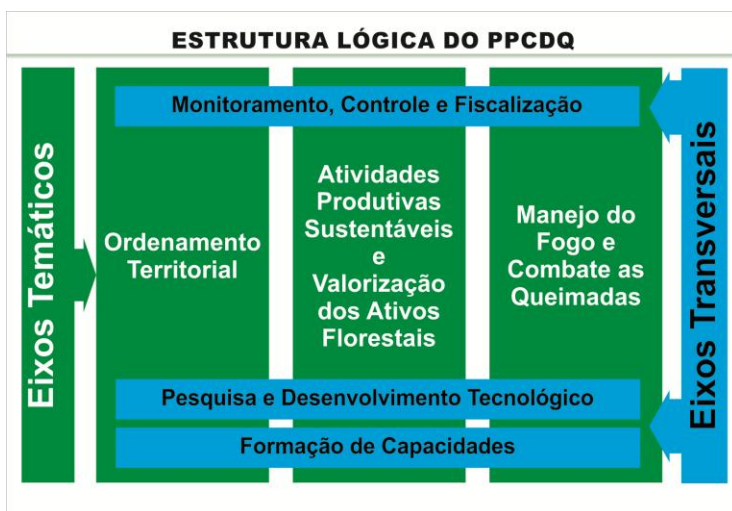 ESTRUTURA LÓGICA DO PPCDQ
Eixos Temáticos
Monitoramento, Controle e Fiscalização
Ordenamento
Territorial
Atividades
Produtivas
Sustentáveis
e
Valorização
dos Ativos
Florestais
Manejo do
Fogo e
Combate as
Queimadas
Pesquisa e Desenvolvimento Tecnológico
Formação de Capacidades
Eixos Transversais